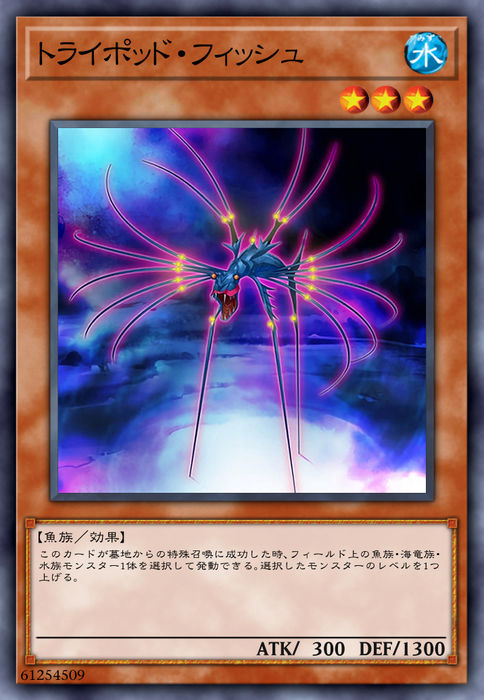 トライポッド・フィッシュ
みず
水
【魚族／効果】
このカードが墓地からの特殊召喚に成功した時、フィールド上の魚族・海竜族・
水族モンスター1体を選択して発動できる。選択したモンスターのレベルを1つ
上げる。
ATK/ 300 DEF/1300
61254509